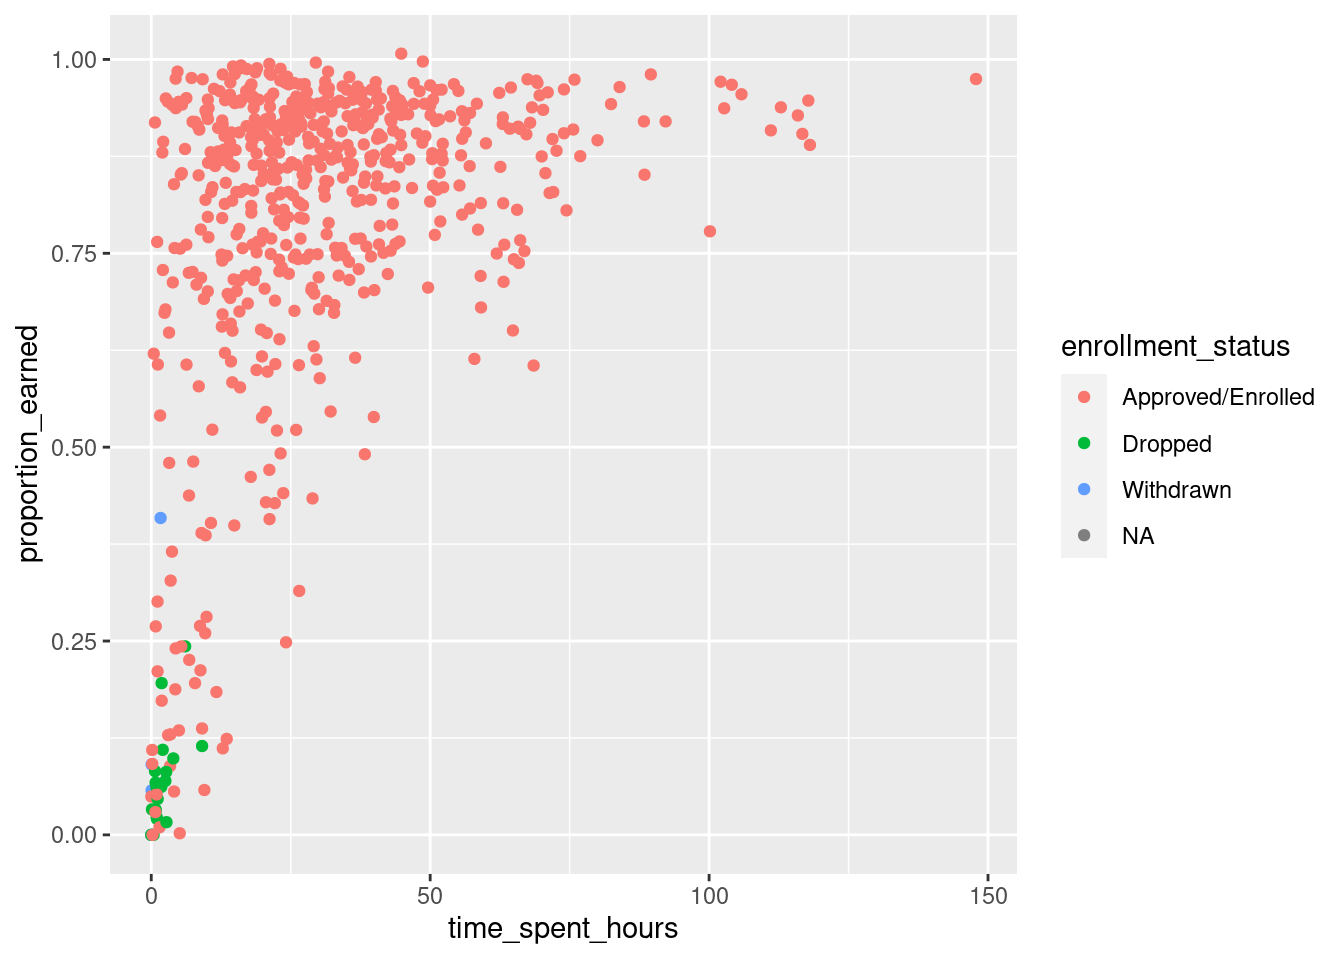 1.00
0.75
0.50
0.25
0.00
proportion_earned
0
50
100
150
time_spent_hours
enrollment_status
Approved/Enrolled
Dropped
Withdrawn
NA